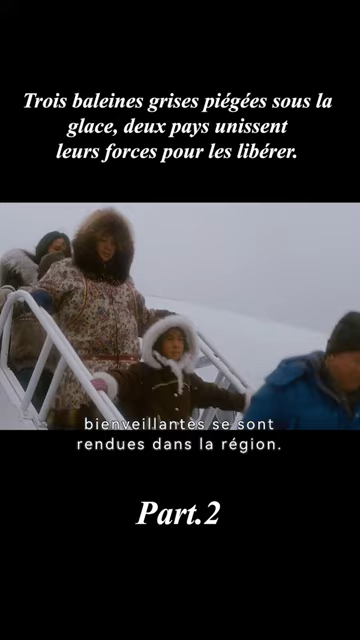 Trois baleines grises piégées sous la
glace, deux pays unissent
leurs forces pour les libérer.
bienveillantes se sont
rendues dans la région.
Part.2